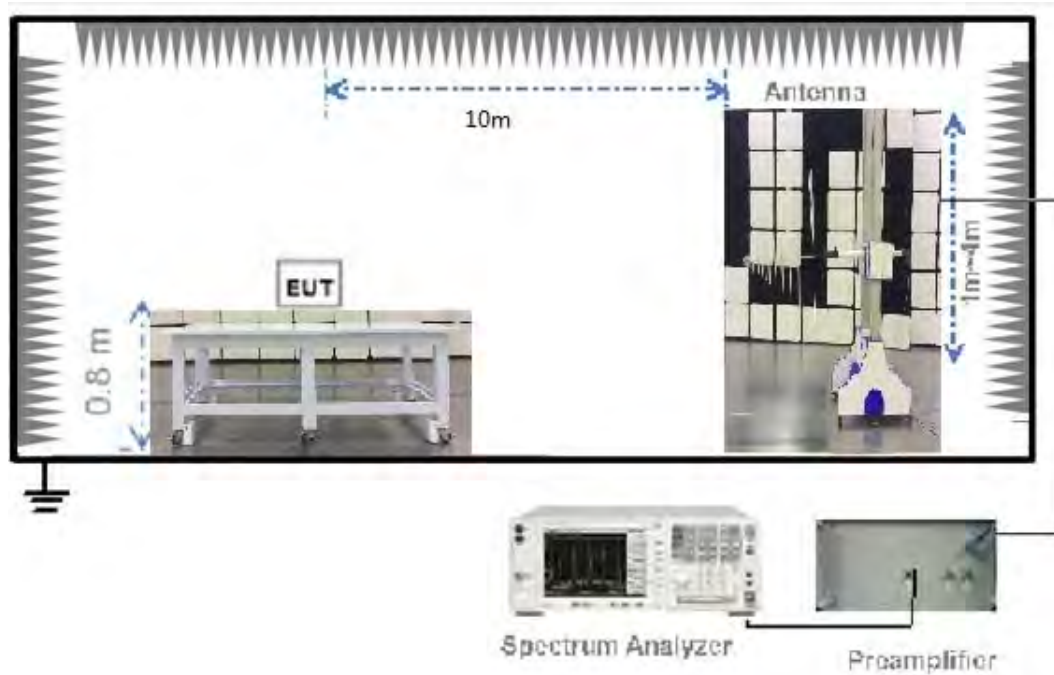 Antenna
10m
1m~4m
EUT
0.8 m
Spectrum Analyzer
Preamplifier